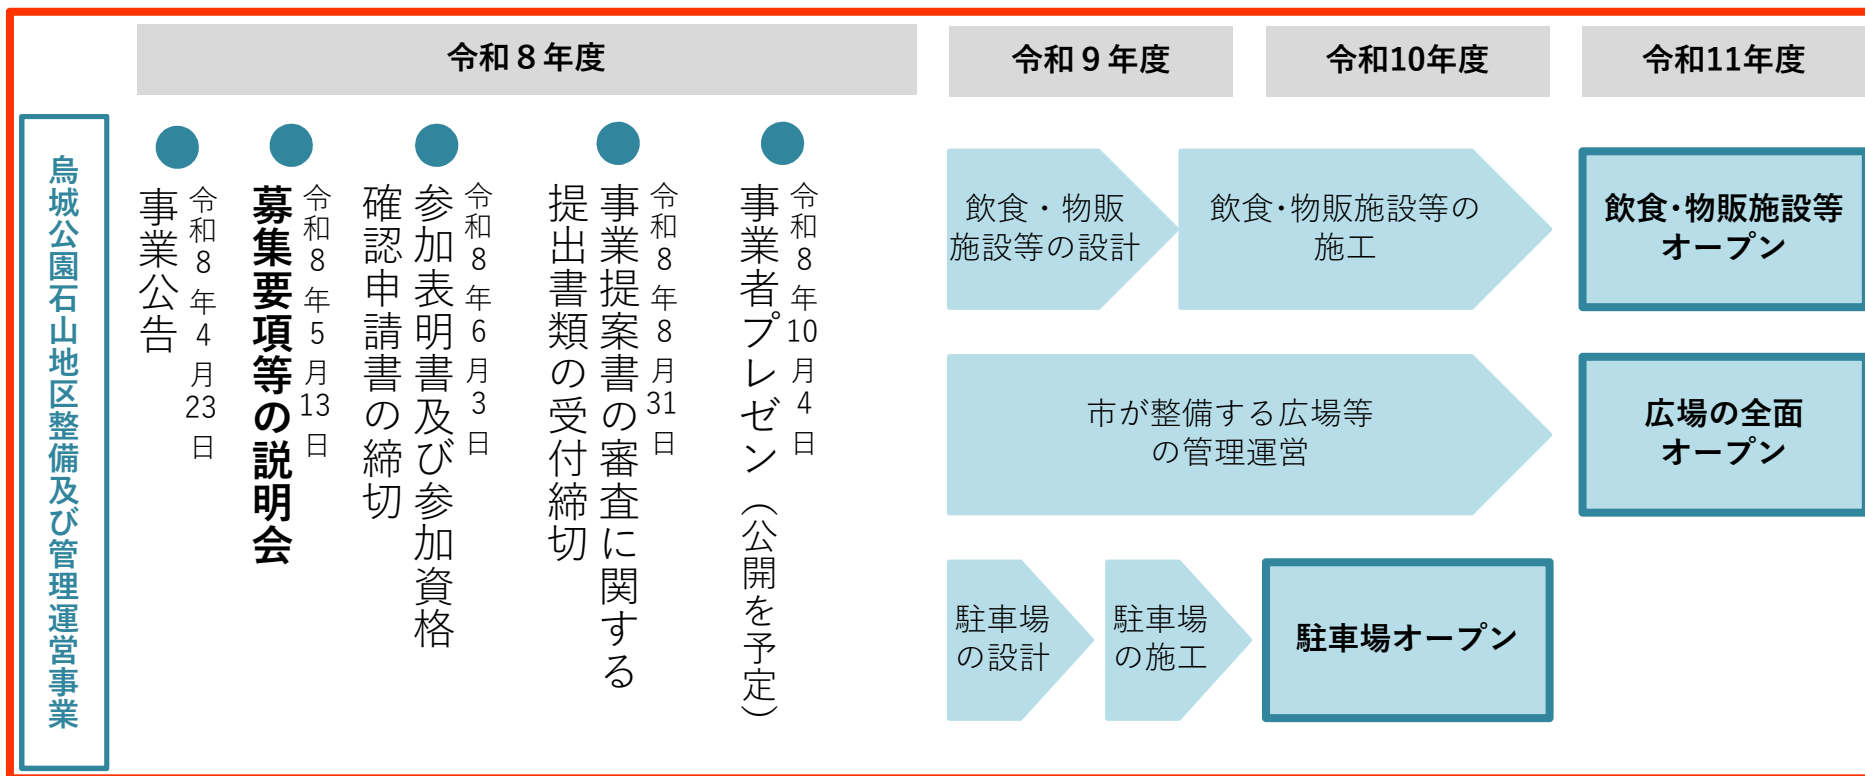 令和８年度
令和９年度
令和10年度
令和11年度
烏城公園石山地区整備及び管理運営事業
令和8年4月23日
事業公告
令和8年5月13日
募集要項等の説明会
令和8年6月3日
参加表明書及び参加資格
確認申請書の締切
令和8年8月31日
事業提案書の審査に関する
提出書類の受付締切
令和8年10月4日
事業者プレゼン（公開を予定）
飲食・物販
施設等の設計
飲食･物販施設等の
施工
飲食･物販施設等
オープン
市が整備する広場等
の管理運営
広場の全面
オープン
駐車場
の設計
駐車場
の施工
駐車場オープン